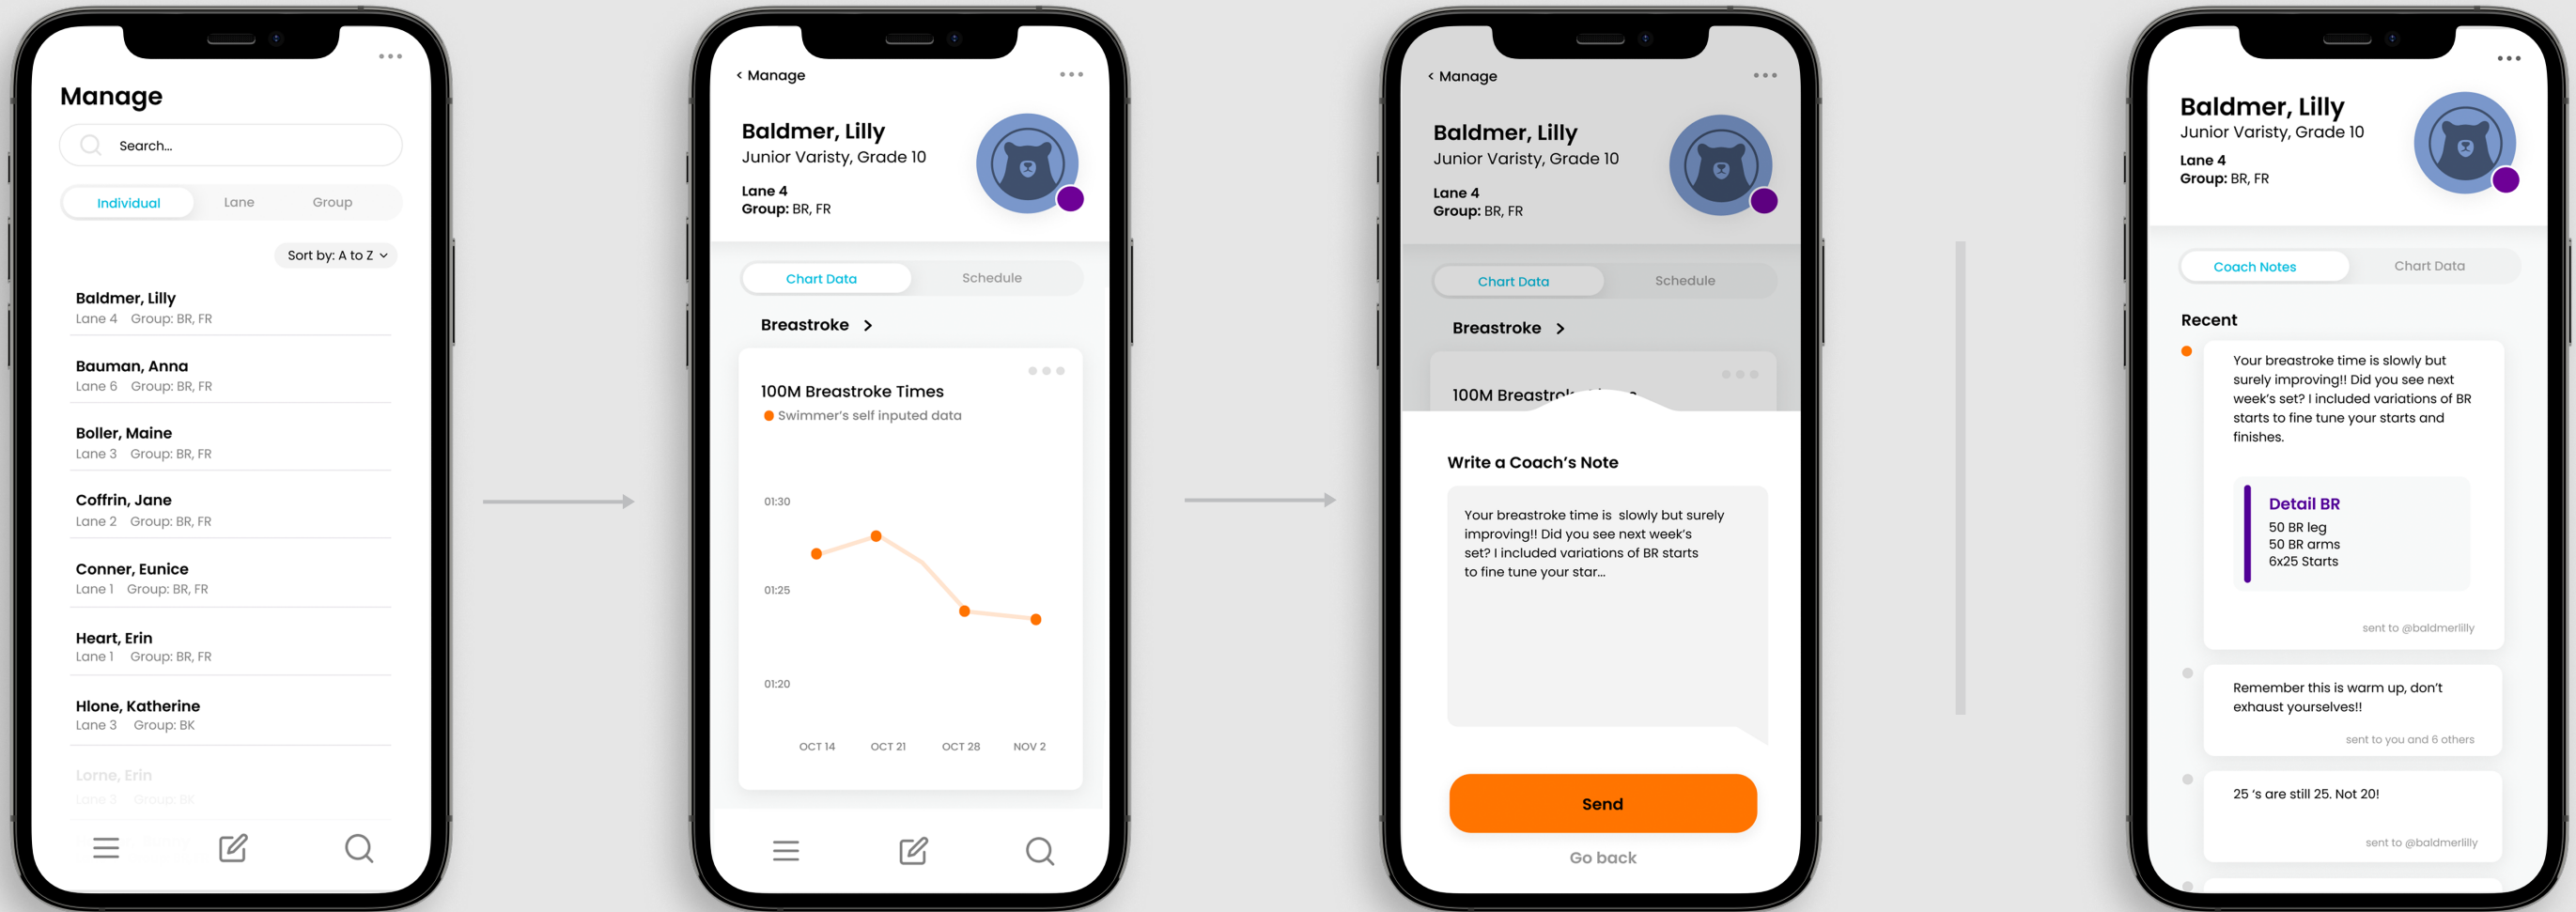 Manage
Search...
Individual Lane Group
Sort by: A to Z
Baldmer, Lilly
Lane 4 Group: BR, FR
Bauman, Anna
Lane 6 Group: BR, FR
Boller, Maine
Lane 3 Group: BR, FR
Coffrin, Jane
Lane 2 Group: BR, FR
Conner, Eunice
Lane 1 Group: BR, FR
Heart, Erin
Lane 1 Group: BR, FR
Hlone, Katherine
Lane 3 Group: BK
Lorne, Erin
Lane 3 Group: BK
< Manage
Baldmer, Lilly
Junior Varisty, Grade 10
Lane 4
Group: BR, FR
Chart Data Schedule
Breastroke >
100M Breastroke Times
Swimmer's self inputed data
01:30
01:25
01:20
OCT 14 OCT 21 OCT 28 NOV 2
< Manage
Baldmer, Lilly
Junior Varisty, Grade 10
Lane 4
Group: BR, FR
Chart Data Schedule
Breastroke >
100M Breastrok
Write a Coach's Note
Your breastroke time is slowly but surely
improving!! Did you see next week's
set? I included variations of BR starts
to fine tune your star...
Send
Go back
Baldmer, Lilly
Junior Varisty, Grade 10
Lane 4
Group: BR, FR
Coach Notes Chart Data
Recent
Your breastroke time is slowly but
surely improving!! Did you see next
week's set? I included variations of BR
starts to fine tune your starts and
finishes.
Detail BR
50 BR leg
50 BR arms
6x25 Starts
sent to @baldmerlilly
Remember this is warm up, don't
exhaust yourselves!!
sent to you and 6 others
25 's are still 25. Not 20!
sent to @baldmerlilly